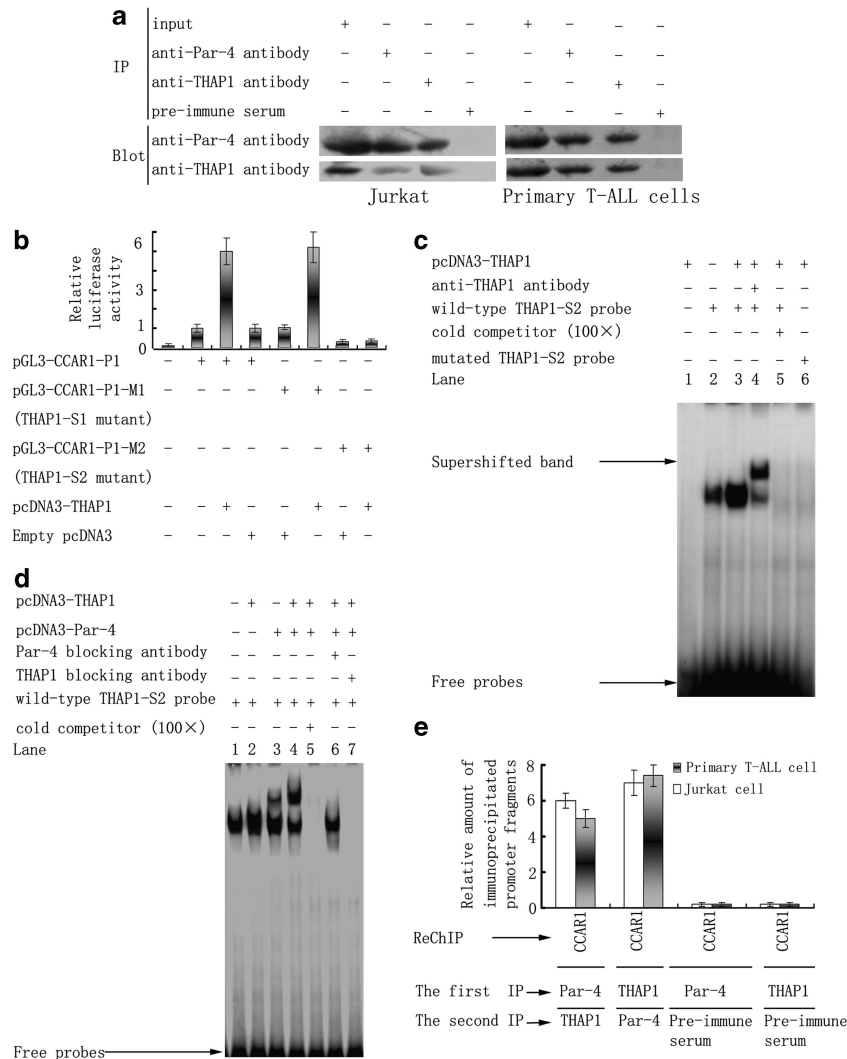 a
input + − − − + − − −
IP anti-Par-4 antibody − + − − − + − −
anti-THAP1 antibody − − + − − − + −
pre-immune serum − − − + − − − +
Blot anti-Par-4 antibody
anti-THAP1 antibody
Jurkat Primary T-ALL cells
b
Relative luciferase activity
6
3
1
0
pGL3-CCAR1-P1 − + + + − − − −
pGL3-CCAR1-P1-M1 − − − − + + − −
(THAP1-S1 mutant)
pGL3-CCAR1-P1-M2 − − − − − − + +
(THAP1-S2 mutant)
pcDNA3-THAP1 − − + − − + − +
Empty pcDNA3 − − − + + − + −
c
pcDNA3-THAP1 + − + + + +
anti-THAP1 antibody − − − + − −
wild-type THAP1-S2 probe − + + + + −
cold competitor (100×) − − − − + −
mutated THAP1-S2 probe − − − − − +
Lane 1 2 3 4 5 6
Supershifted band
Free probes
d
pcDNA3-THAP1 − + − + + + +
pcDNA3-Par-4 − − + + + + +
Par-4 blocking antibody − − − − − + −
THAP1 blocking antibody − − − − − − +
wild-type THAP1-S2 probe + + + + + + +
cold competitor (100×) − − − − + − −
Lane 1 2 3 4 5 6 7
Free probes
e
Relative amount of immunoprecipitated promoter fragments
8
6
4
2
0
Primary T-ALL cell
Jurkat cell
ReChIP CCAR1 CCAR1 CCAR1 CCAR1
The first IP Par-4 THAP1 Par-4 THAP1
The second IP THAP1 Par-4 Pre-immune serum Pre-immune serum